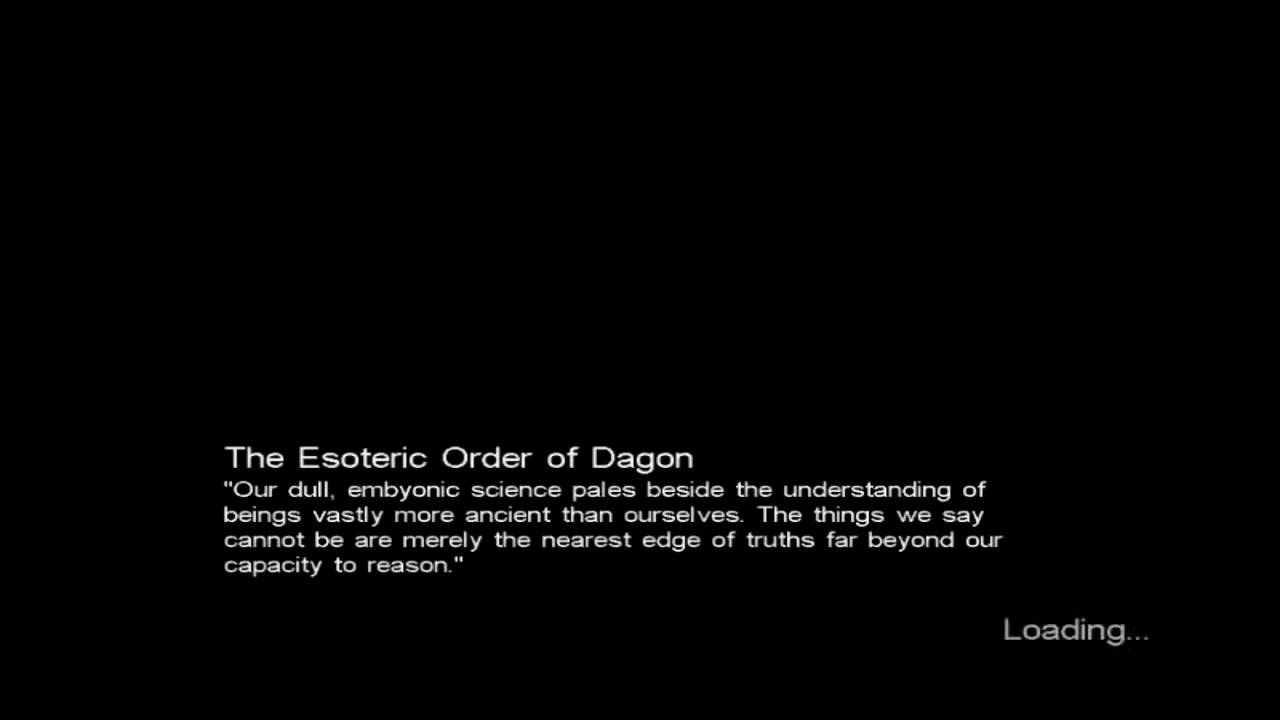 The Esoteric Order of Dagon
"Our dull, embyonic science pales beside the understanding of
beings vastly more ancient than ourselves. The things we say
cannot be are merely the nearest edge of truths far beyond our
capacity to reason."
Loading...